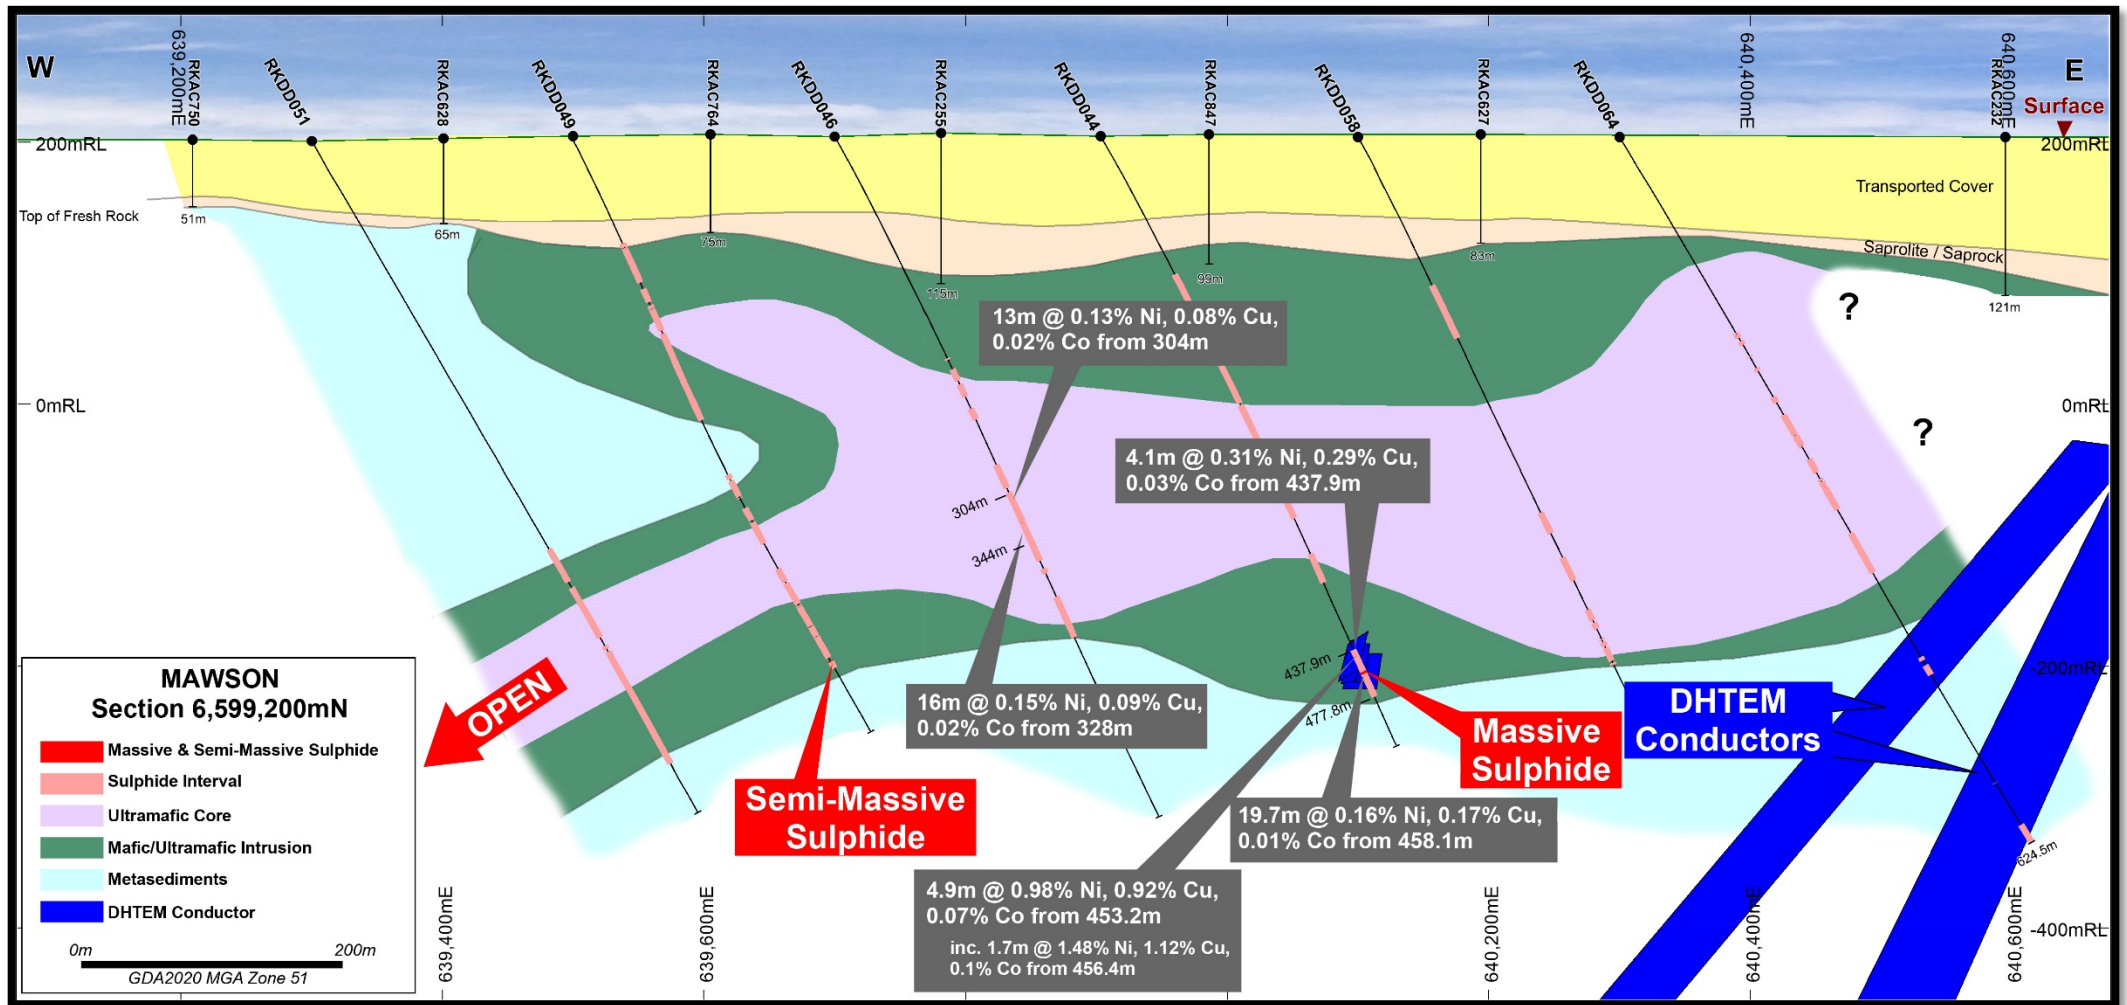 W
E
Surface
639,200mE
RKAC750
RKDD051
RKAC628
RKDD049
RKAC764
RKDD046
RKAC255
RKDD044
RKAC847
RKDD058
RKAC627
RKDD064
640,400mE
640,600mE
RKAC232
200mRL
200mRL
Transported Cover
Top of Fresh Rock
Saprolite / Saprock
51m
65m
75m
115m
99m
83m
121m
?
?
0mRL
0mRL
13m @ 0.13% Ni, 0.08% Cu,
0.02% Co from 304m
4.1m @ 0.31% Ni, 0.29% Cu,
0.03% Co from 437.9m
304m
344m
437.9m
477.8m
-200mRL
16m @ 0.15% Ni, 0.09% Cu,
0.02% Co from 328m
OPEN
Semi-Massive
Sulphide
Massive
Sulphide
DHTEM
Conductors
19.7m @ 0.16% Ni, 0.17% Cu,
0.01% Co from 458.1m
624.5m
4.9m @ 0.98% Ni, 0.92% Cu,
0.07% Co from 453.2m
inc. 1.7m @ 1.48% Ni, 1.12% Cu,
0.1% Co from 456.4m
-400mRL
639,400mE
639,600mE
640,200mE
640,400mE
640,600mE
MAWSON
Section 6,599,200mN
Massive & Semi-Massive Sulphide
Sulphide Interval
Ultramafic Core
Mafic/Ultramafic Intrusion
Metasediments
DHTEM Conductor
0m 200m
GDA2020 MGA Zone 51